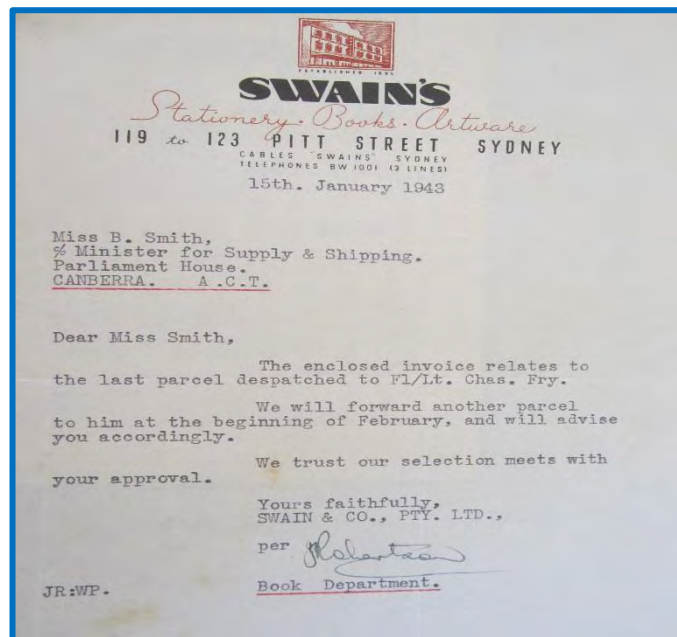 SWAIN'S
Stationery · Books · Artware
119 to 123 PITT STREET SYDNEY
CABLES "SWAINS" SYDNEY
TELEPHONES BW 1001 (3 LINES)
15th. January 1943
Miss B. Smith,
℅ Minister for Supply & Shipping.
Parliament House.
CANBERRA. A.C.T.
Dear Miss Smith,
The enclosed invoice relates to
the last parcel despatched to Fl/Lt. Chas. Fry.
We will forward another parcel
to him at the beginning of February, and will advise
you accordingly.
We trust our selection meets with
your approval.
Yours faithfully,
SWAIN & CO., PTY. LTD.,
per JRobertson
Book Department.
JR:WP.